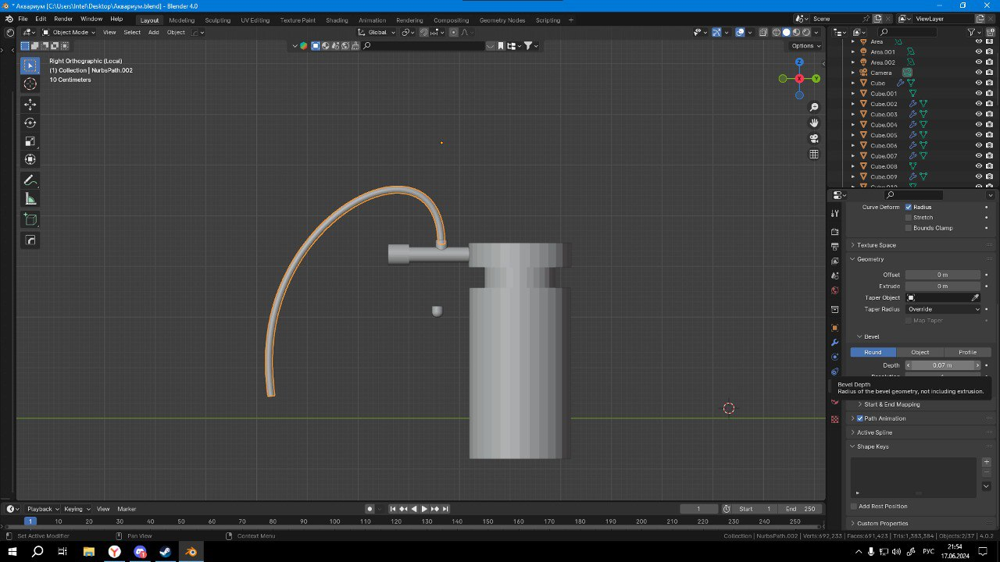 * Аквариум [C:\Users\Intel\Desktop\Аквариум.blend] - Blender 4.0
File Edit Render Window Help Layout Modeling Sculpting UV Editing Texture Paint Shading Animation Rendering Compositing Geometry Nodes Scripting + Scene ViewLayer
Object Mode View Select Add Object Global
Options
Right Orthographic (Local)
(1) Collection | NurbsPath.002
10 Centimeters
Z
X
Y
Area
Area.001
Area.002
Camera
Cube
Cube.001
Cube.002
Cube.003
Cube.004
Cube.005
Cube.006
Cube.007
Cube.008
Cube.009
Curve Deform Radius
Stretch
Bounds Clamp
Texture Space
Geometry
Offset 0 m
Extrude 0 m
Taper Object
Taper Radius Override
Map Taper
Bevel
Round Object Profile
Depth 0.07 m
Bevel Depth
Radius of the bevel geometry, not including extrusion.
Start & End Mapping
Path Animation
Active Spline
Shape Keys
Add Rest Position
Custom Properties
Playback Keying View Marker 1 Start 1 End 250
1 10 20 30 40 50 60 70 80 90 100 110 120 130 140 150 160 170 180 190 200 210 220 230 240 250
Set Active Modifier Pan View Context Menu Collection | NurbsPath.002 | Verts:692,233 | Faces:691,423 | Tris:1,383,384 | Objects:2/37 | 4.0.2
РУС
21:54
17.06.2024